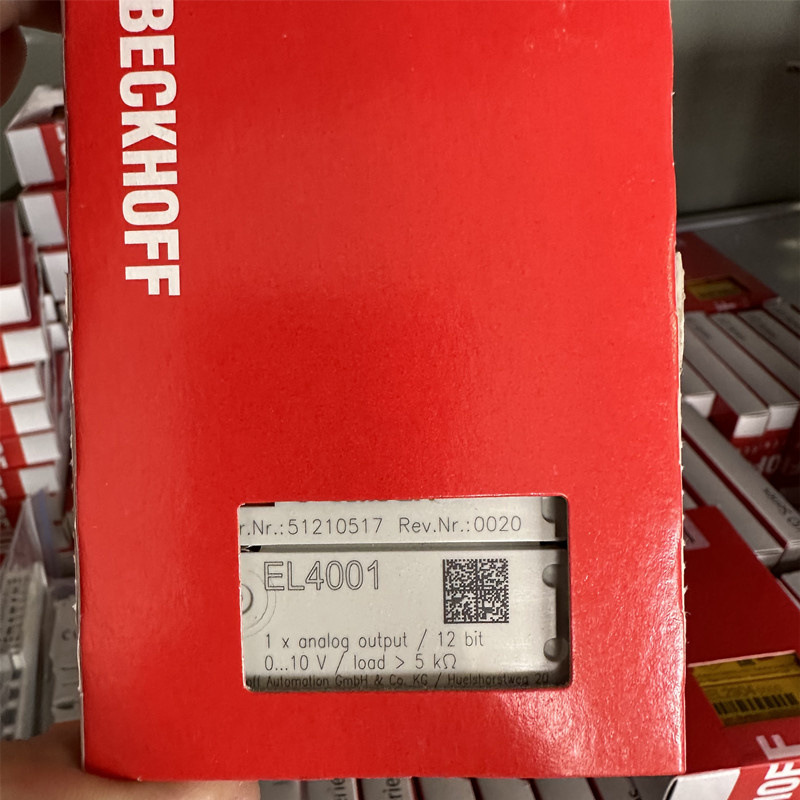 BECKHOFF
r.Nr.:51210517 Rev.Nr.:0020
EL4001
1 x analog output / 12 bit
0...10 V / load > 5 kΩ
ff Automation GmbH & Co. KG / Huelshorstweg 20